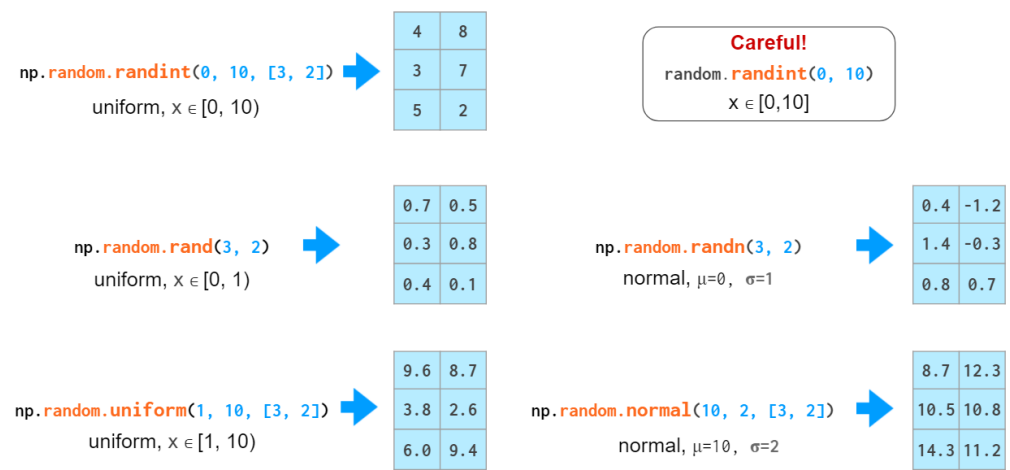 np.random.randint(0, 10, [3, 2])
uniform, x ∈ [0, 10)
4 8
3 7
5 2
Careful!
random.randint(0, 10)
x ∈ [0,10]
np.random.rand(3, 2)
uniform, x ∈ [0, 1)
0.7 0.5
0.3 0.8
0.4 0.1
np.random.randn(3, 2)
normal, μ=0, σ=1
0.4 -1.2
1.4 -0.3
0.8 0.7
np.random.uniform(1, 10, [3, 2])
uniform, x ∈ [1, 10)
9.6 8.7
3.8 2.6
6.0 9.4
np.random.normal(10, 2, [3, 2])
normal, μ=10, σ=2
8.7 12.3
10.5 10.8
14.3 11.2